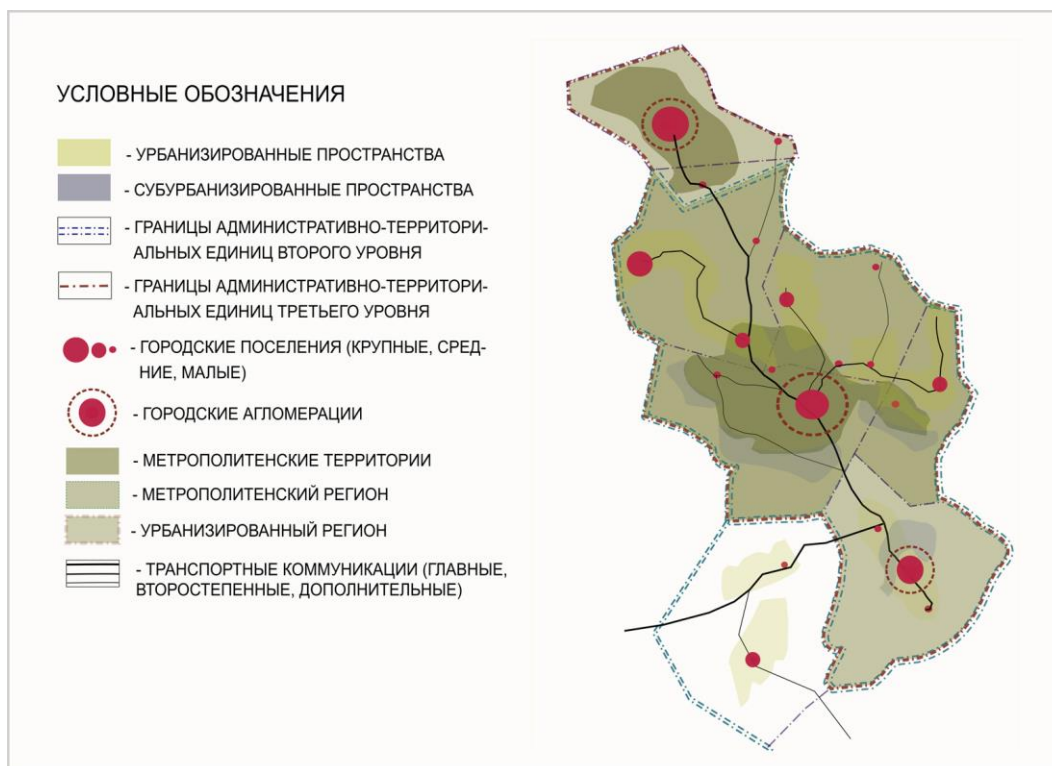 УСЛОВНЫЕ ОБОЗНАЧЕНИЯ
- УРБАНИЗИРОВАННЫЕ ПРОСТРАНСТВА
- СУБУРБАНИЗИРОВАННЫЕ ПРОСТРАНСТВА
- ГРАНИЦЫ АДМИНИСТРАТИВНО-ТЕРРИТОРИ-
АЛЬНЫХ ЕДИНИЦ ВТОРОГО УРОВНЯ
- ГРАНИЦЫ АДМИНИСТРАТИВНО-ТЕРРИТОРИ-
АЛЬНЫХ ЕДИНИЦ ТРЕТЬЕГО УРОВНЯ
- ГОРОДСКИЕ ПОСЕЛЕНИЯ (КРУПНЫЕ, СРЕД-
НИЕ, МАЛЫЕ)
- ГОРОДСКИЕ АГЛОМЕРАЦИИ
- МЕТРОПОЛИТЕНСКИЕ ТЕРРИТОРИИ
- МЕТРОПОЛИТЕНСКИЙ РЕГИОН
- УРБАНИЗИРОВАННЫЙ РЕГИОН
- ТРАНСПОРТНЫЕ КОММУНИКАЦИИ (ГЛАВНЫЕ,
ВТОРОСТЕПЕННЫЕ, ДОПОЛНИТЕЛЬНЫЕ)